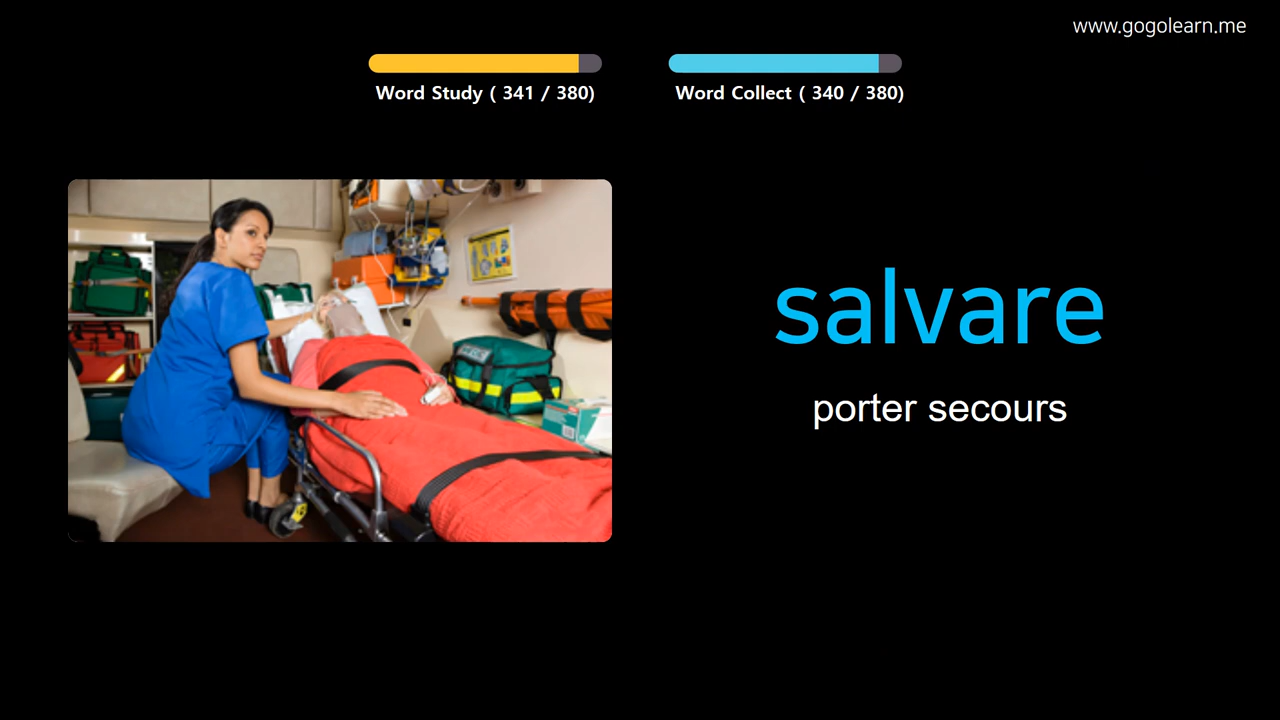 www.gogolearn.me
Word Study ( 341 / 380)
Word Collect ( 340 / 380)
salvare
porter secours